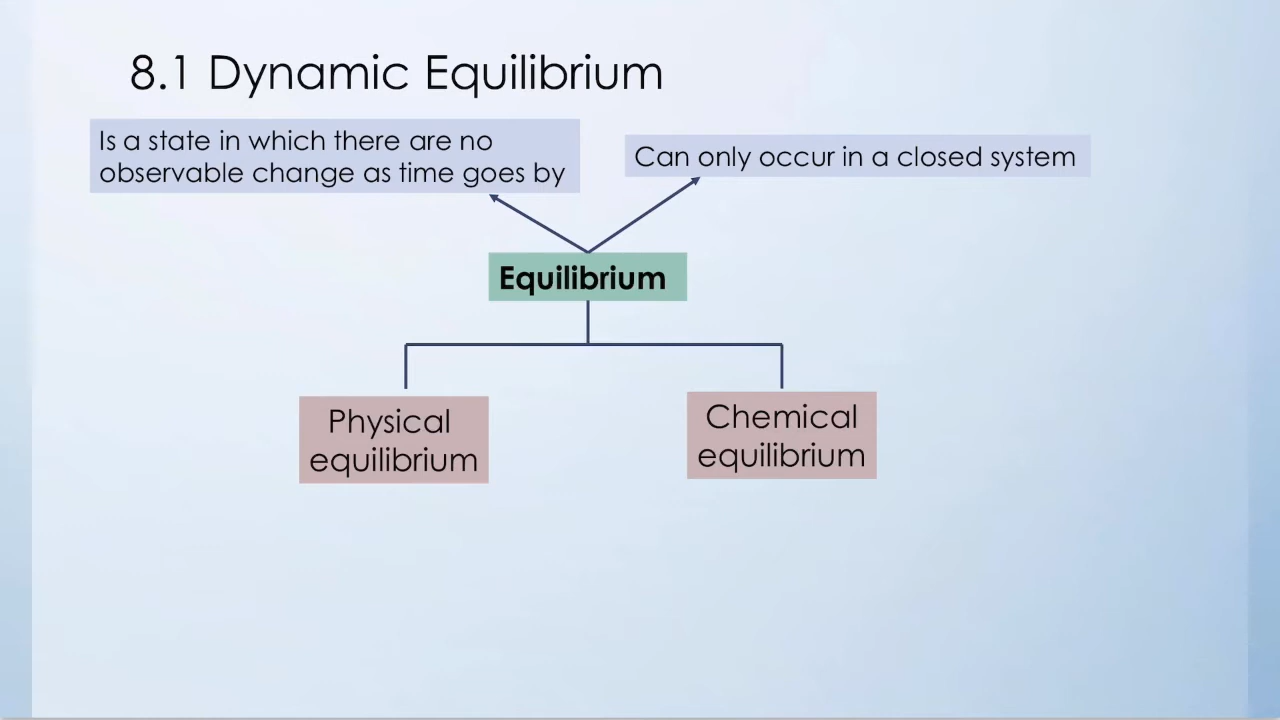 8.1 Dynamic Equilibrium
Is a state in which there are no
observable change as time goes by
Can only occur in a closed system
Equilibrium
Physical
equilibrium
Chemical
equilibrium